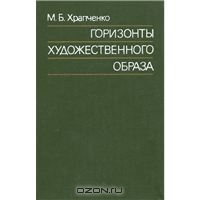 М. Б. Храпченко
ГОРИЗОНТЫ
ХУДОЖЕСТВЕННОГО
ОБРАЗА
OZON.RU